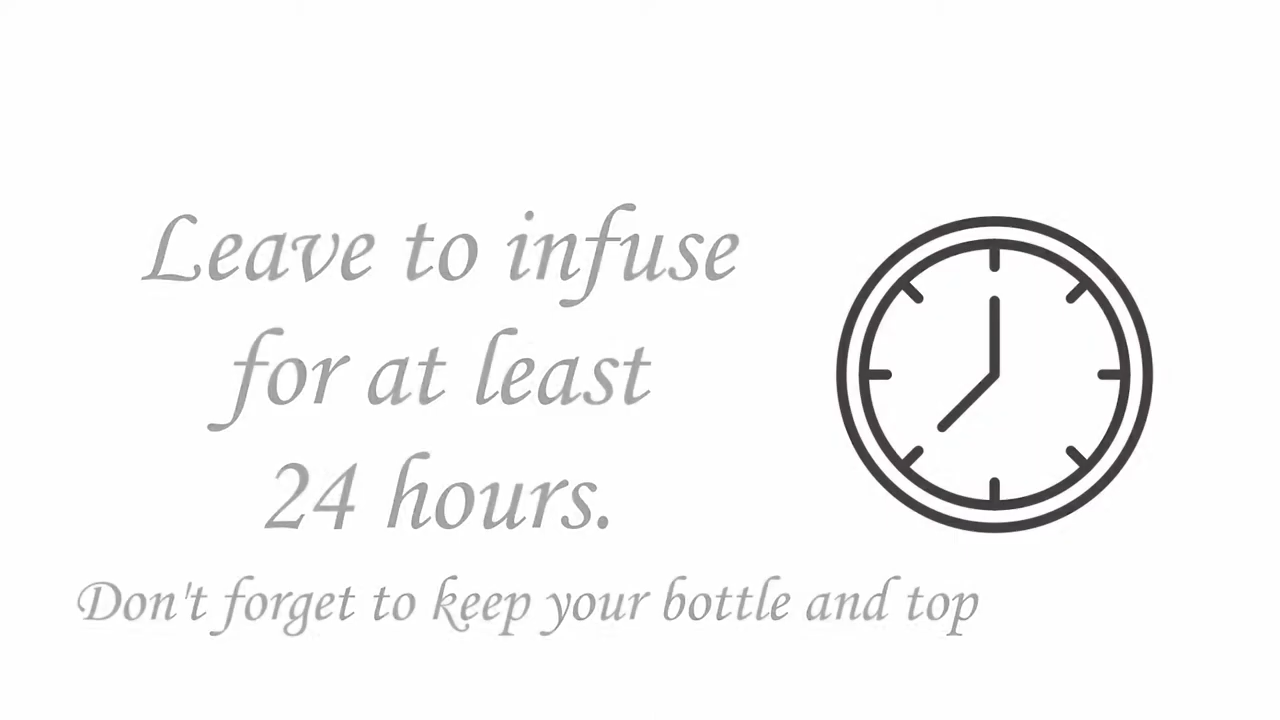 Leave to infuse
for at least
24 hours.
Don't forget to keep your bottle and top